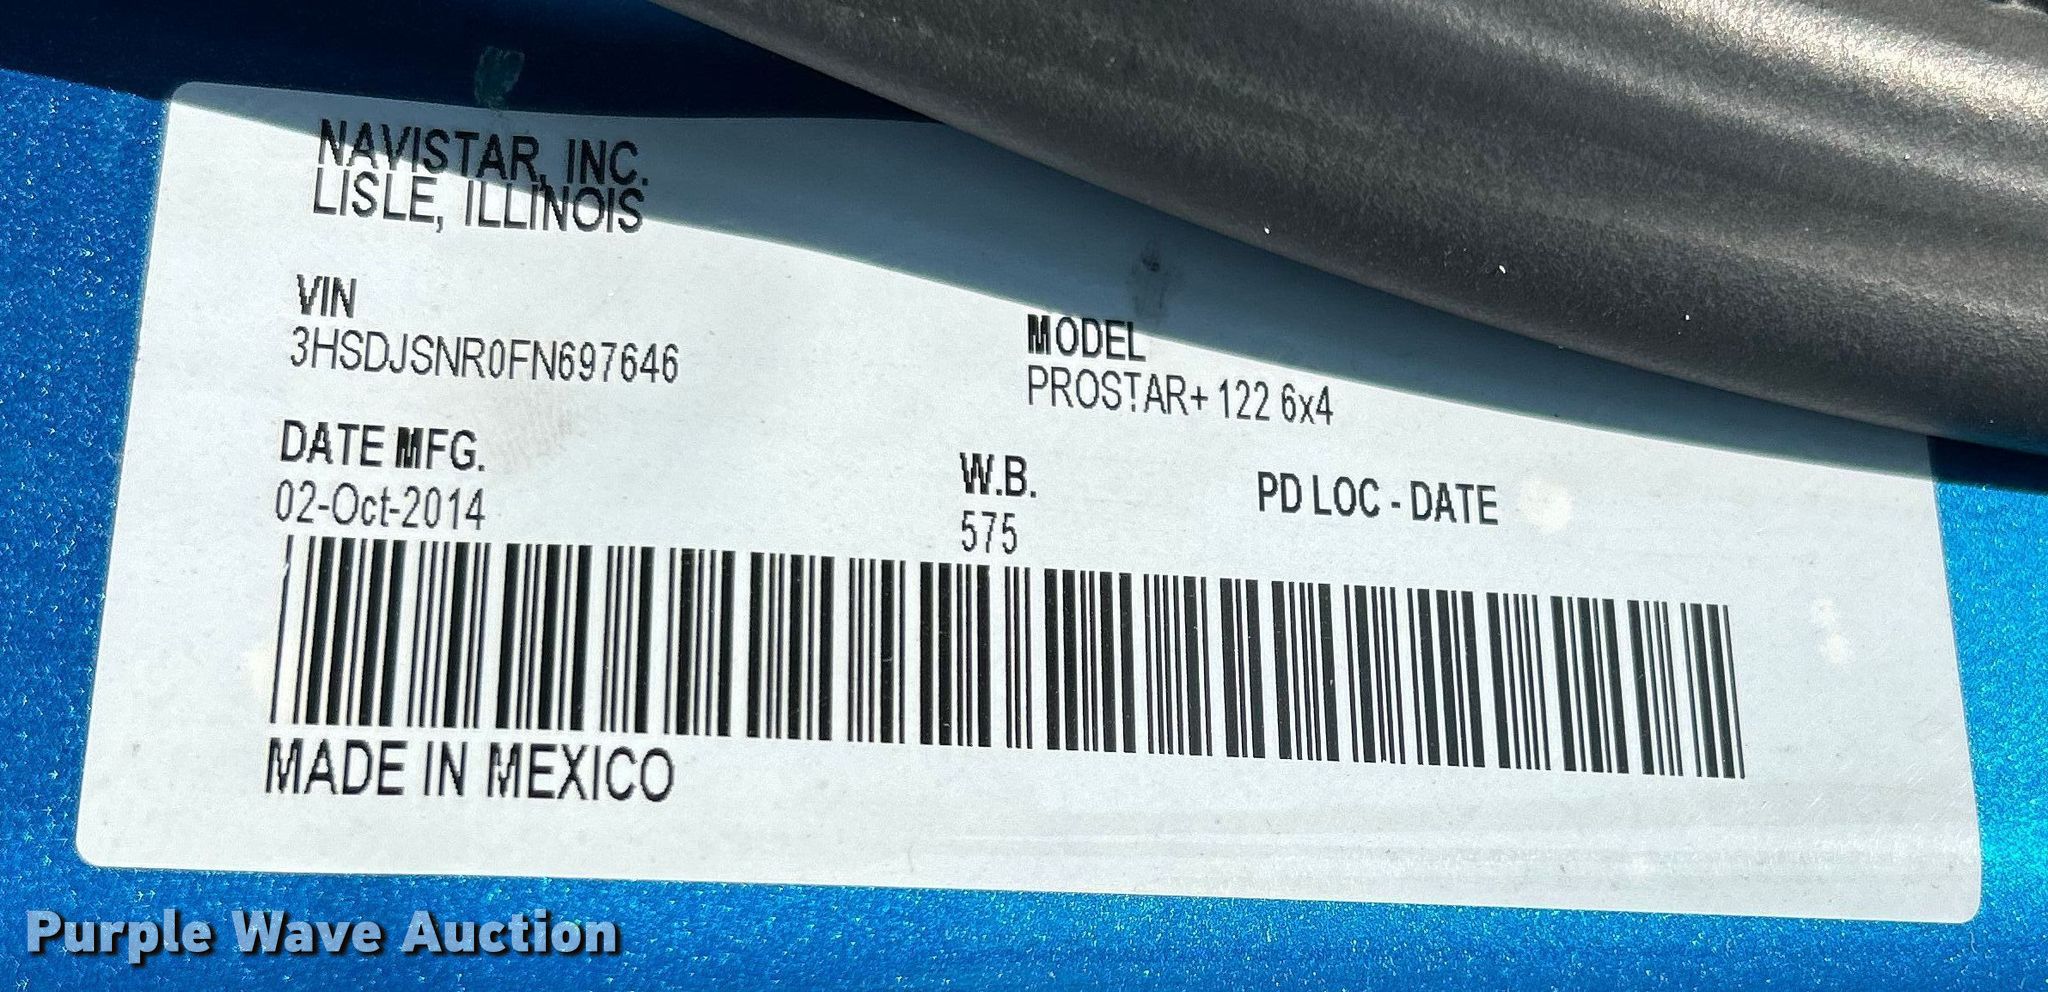 NAVISTAR, INC.
LISLE, ILLINOIS
VIN
3HSDJSNR0FN697646
MODEL
PROSTAR+ 122 6x4
DATE MFG.
02-Oct-2014
W.B.
575
PD LOC - DATE
MADE IN MEXICO
Purple Wave Auction